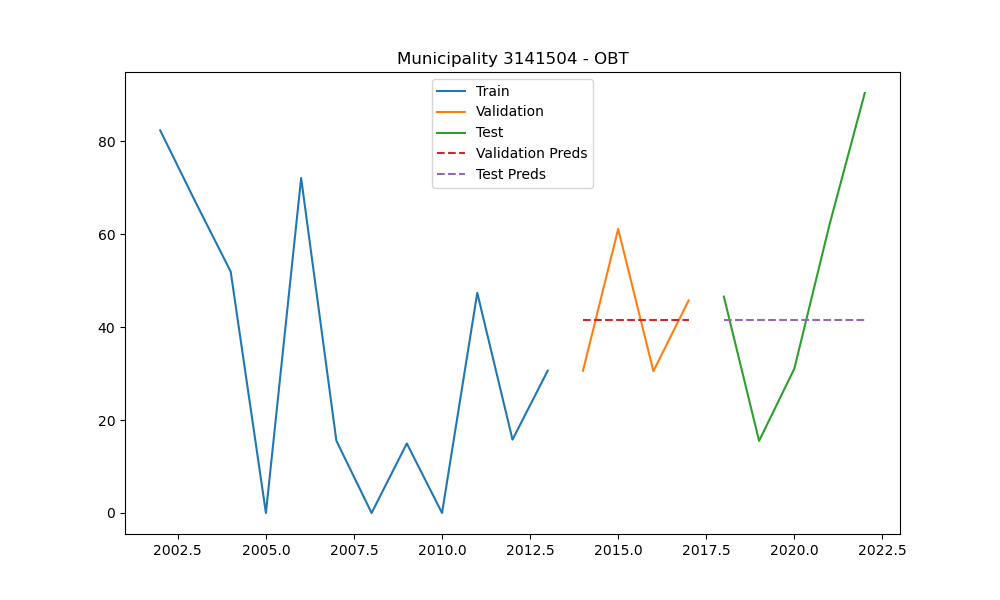 Municipality 3141504 - OBT
Train
Validation
Test
Validation Preds
Test Preds
80
60
40
20
0
2002.5 2005.0 2007.5 2010.0 2012.5 2015.0 2017.5 2020.0 2022.5